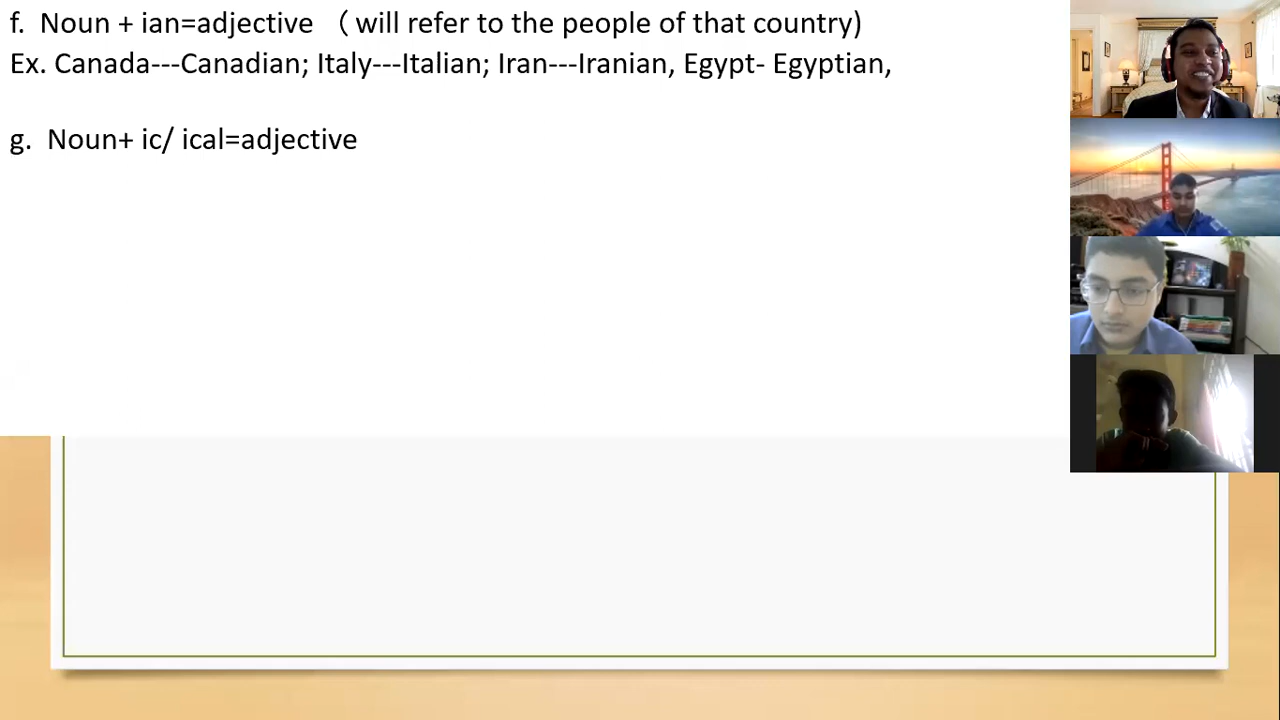 f. Noun + ian=adjective （will refer to the people of that country)
Ex. Canada---Canadian; Italy---Italian; Iran---Iranian, Egypt- Egyptian,
g. Noun+ ic/ ical=adjective